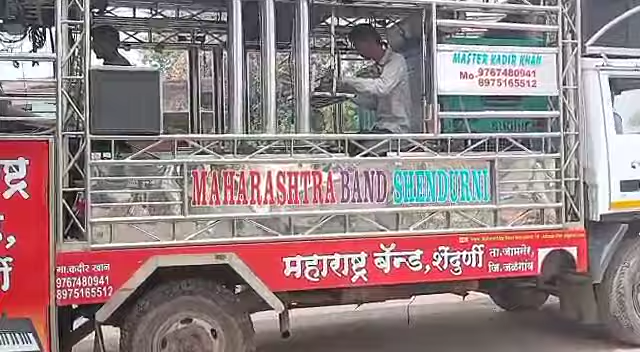 MASTER KADIR KHAN
Mo. 9767480941
8975165512
MAHARASHTRA BAND SHENDURNI
मा.कदीर खान
9767480941
8975165512
महाराष्ट्र बॅन्ड, शेंदुर्णी
ता.जामनेर
जि.जळगांव